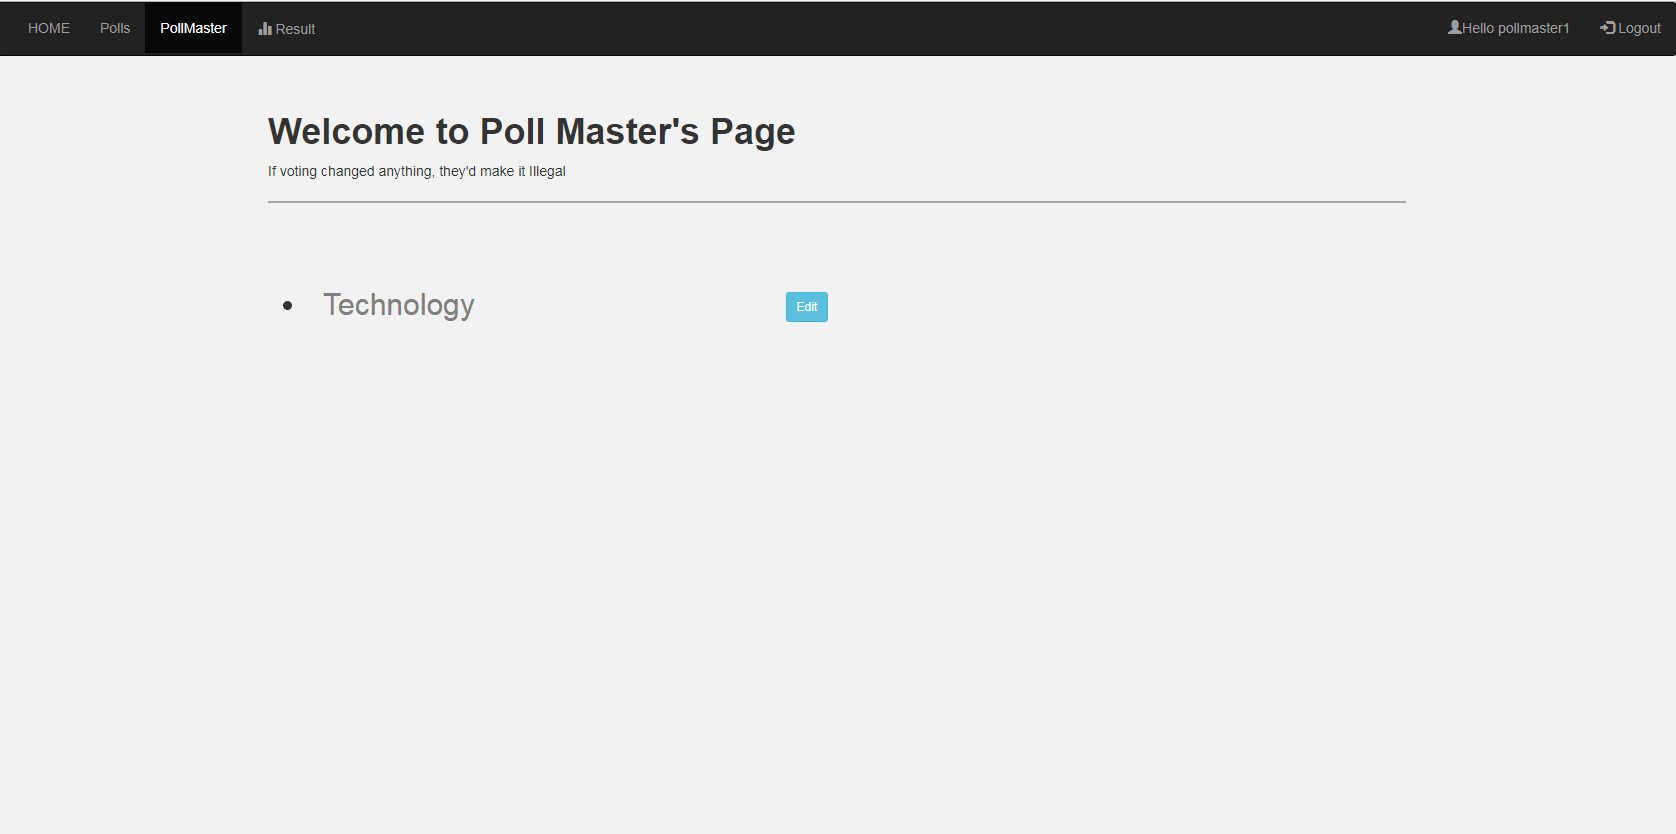 HOME Polls PollMaster Result Hello pollmaster1 Logout
Welcome to Poll Master's Page
If voting changed anything, they'd make it Illegal
Technology Edit